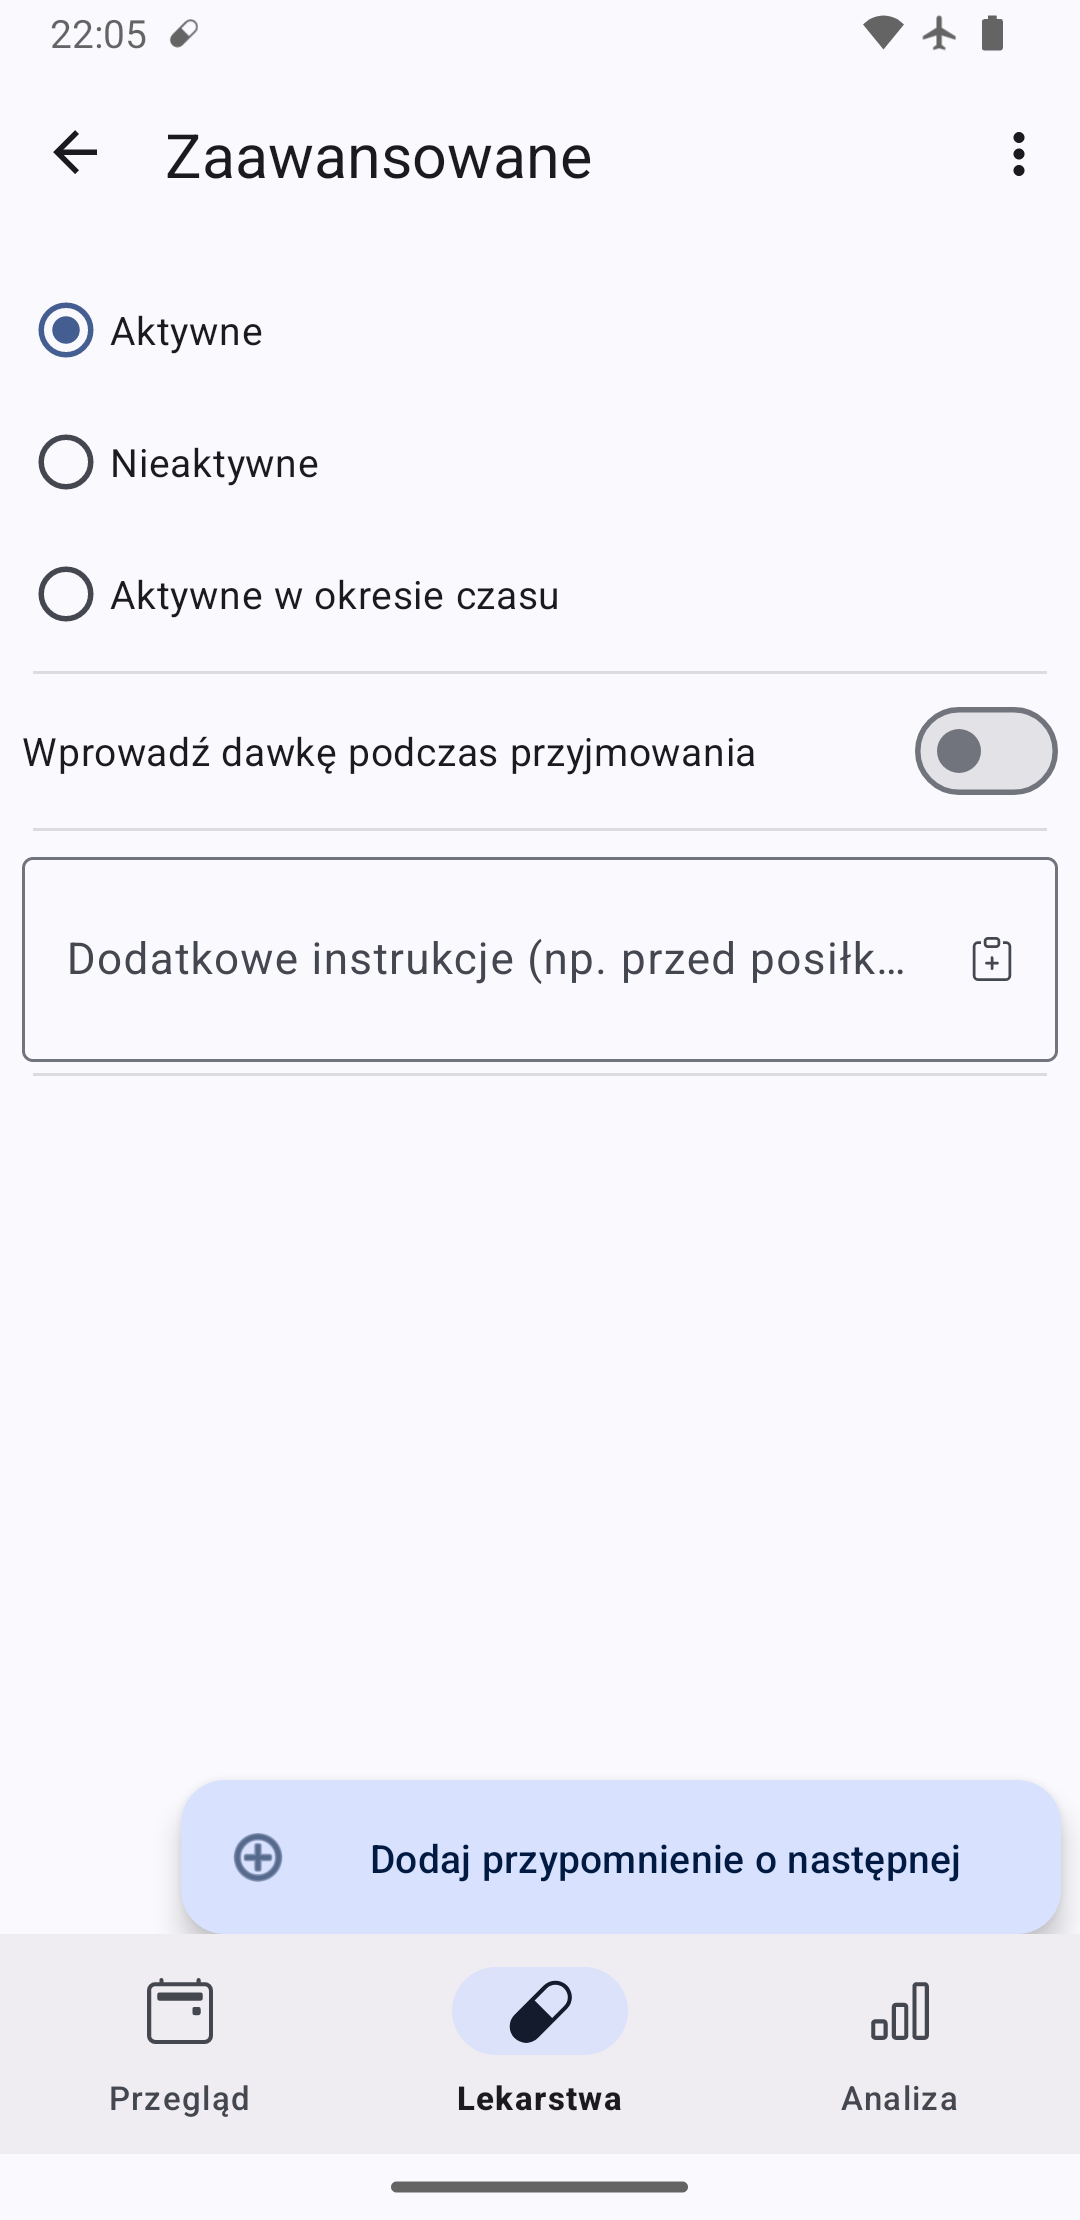 22:05
Zaawansowane
Aktywne
Nieaktywne
Aktywne w okresie czasu
Wprowadź dawkę podczas przyjmowania
Dodatkowe instrukcje (np. przed posiłk…
Dodaj przypomnienie o następnej
Przegląd
Lekarstwa
Analiza